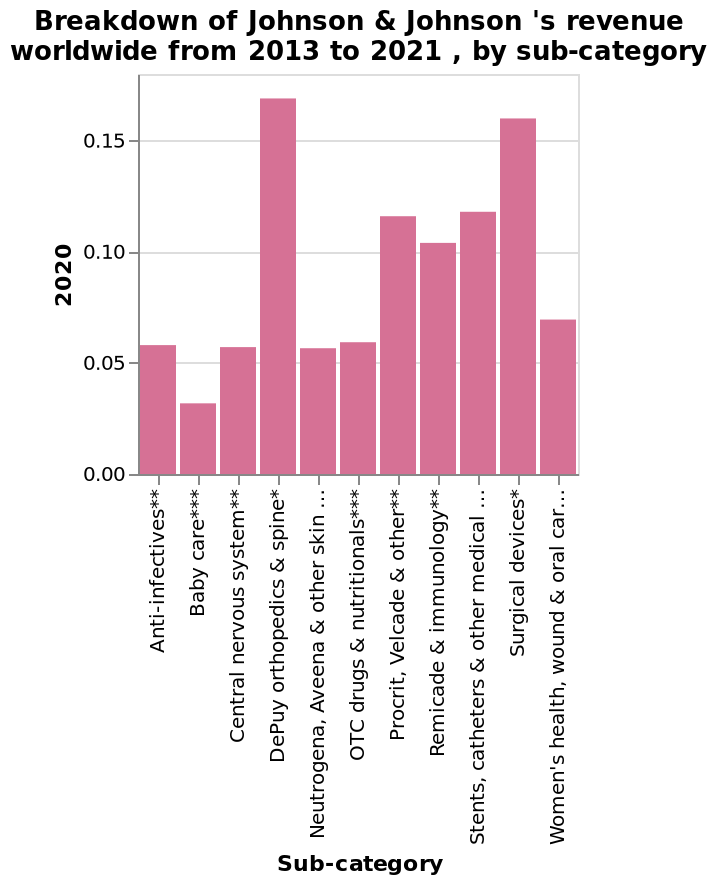 Breakdown of Johnson & Johnson 's revenue
worldwide from 2013 to 2021 , by sub-category
2020
0.15
0.10
0.05
0.00
Anti-infectives**
Baby care***
Central nervous system**
DePuy orthopedics & spine*
Neutrogena, Aveena & other skin …
OTC drugs & nutritionals***
Procrit, Velcade & other**
Remicade & immunology**
Stents, catheters & other medical …
Surgical devices*
Women's health, wound & oral car…
Sub-category